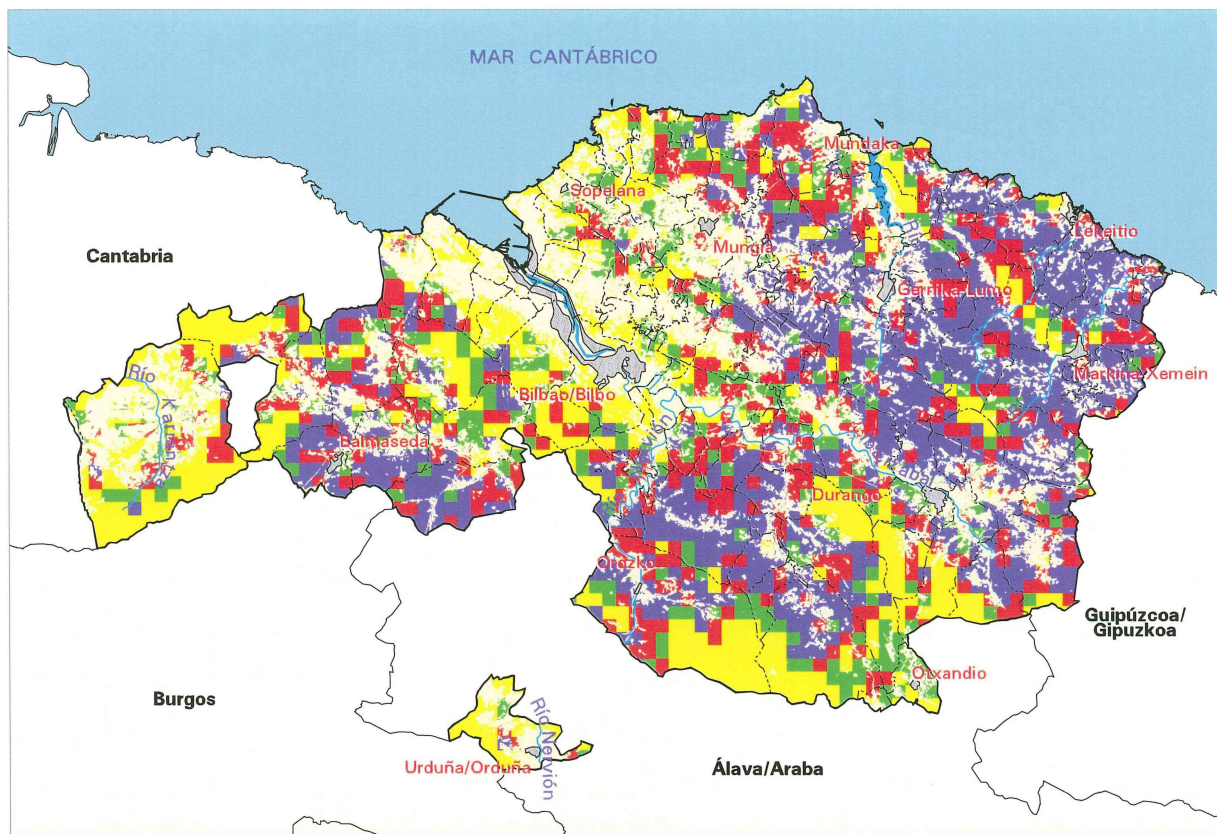 MAR CANTÁBRICO
Mundaka
Sopelana
Lekeitio
Mungia
Cantabria
Gernika-Lumo
Río
Markina-Xemein
Bilbao/Bilbo
Balmaseda
Durango
Orozko
Guipúzcoa/
Gipuzkoa
Otxandio
Burgos
Río Nervión
Urduña/Orduña
Álava/Araba